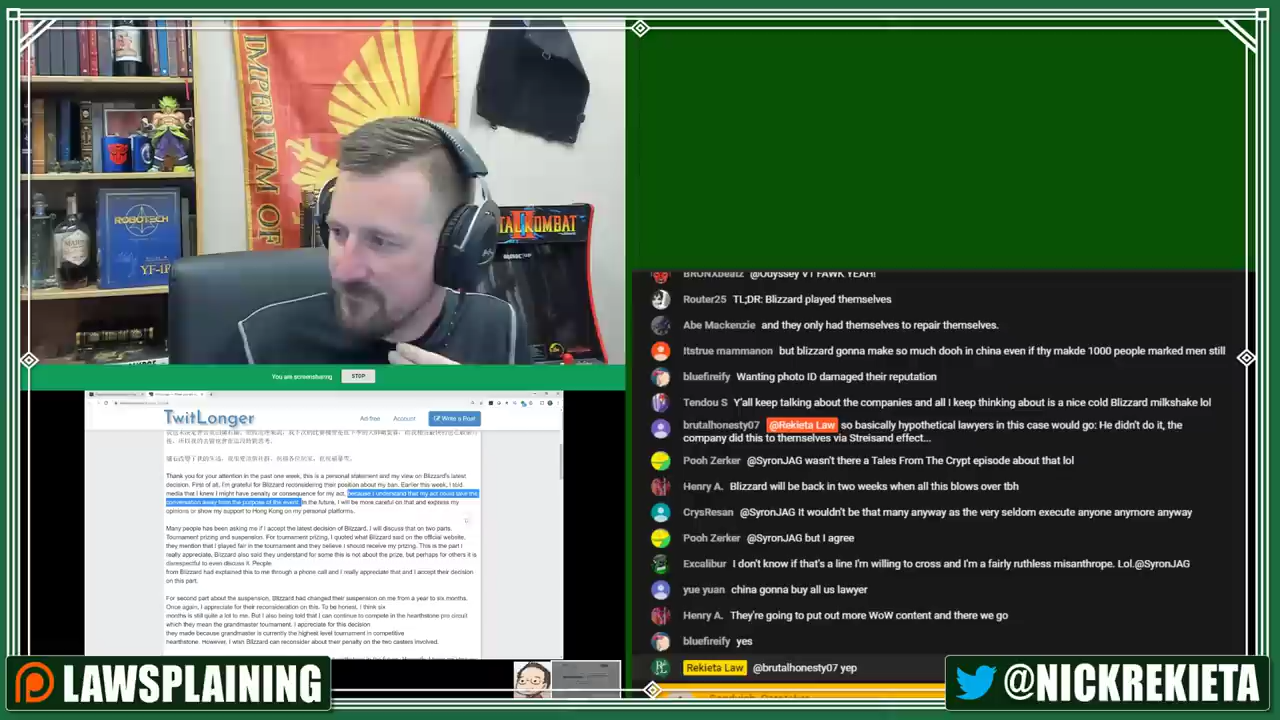 IMPERIVM OF
ROBOTECH
YF-1R
II
TAL KOMBAT
You are screensharing
STOP
TwitLonger
Ad free
Account
Write a Post
Thank you for your attention in the past one week, this is a personal statement and my view on Blizzard's latest
decision. First of all, I'm grateful for Blizzard reconsidering their position about my ban. Earlier this week, I told
media that I knew I might have penalty or consequence for my act, because I understand that my act could take the
conversation away from the purpose of the event. In the future, I will be more careful on that and express my
opinions or show my support to Hong Kong on my personal platforms.
Many people has been asking me if I accept the latest decision of Blizzard, I will discuss that on two parts.
Tournament prizing and suspension. For tournament prizing, I quoted what Blizzard said on the official website,
they mention that I played fair in the tournament and they believe I should receive my prizing. This is the part I
really appreciate, Blizzard also said they understand for some this is not about the prize, but perhaps for others it is
disrespectful to even discuss it. People
from Blizzard had explained this to me through a phone call and I really appreciate that and I accept their decision
on this part.
For second part about the suspension, Blizzard had changed their suspension on me from a year to six months.
Once again, I appreciate for their reconsideration on this. To be honest, I think six
months is still quite a lot to me. But I also being told that I can continue to compete in the hearthstone pro circuit
which they mean the grandmaster tournament. I appreciate for this decision
they made because grandmaster is currently the highest level tournament in competitive
hearthstone. However, I wish Blizzard can reconsider about their penalty on the two casters involved.
BRONXbeatz @Odyssey V1 FAWK YEAH!
Router25 TL;DR: Blizzard played themselves
Abe Mackenzie and they only had themselves to repair themselves.
Itstrue mammanon but blizzard gonna make so much dooh in china even if thy makde 1000 people marked men still
bluefireify Wanting photo ID damaged their reputation
Tendou S Y'all keep talking about two companies and all I keep thinking about is a nice cold Blizzard milkshake lol
brutalhonesty07 @Rekieta Law so basically hypothetical lawyers in this case would go: He didn't do it, the
company did this to themselves via Streisand effect...
Pooh Zerker @SyronJAG wasn't there a Tales From The Crypt episode about that lol
Henry A. Blizzard will be back in two weeks when all this blows over tbh
CrysResan @SyronJAG It wouldn't be that many anyway as the very seldom execute anyone anymore anyway
Pooh Zerker @SyronJAG but I agree
Excalibur I don't know if that's a line I'm willing to cross and I'm a fairly ruthless misanthrope. Lol.@SyronJAG
yue yuan china gonna buy all us lawyer
Henry A. They're going to put out more WoW content and there we go
bluefireify yes
Rekieta Law @brutalhonesty07 yep
LAWSPLAINING
@NICKREKIETA